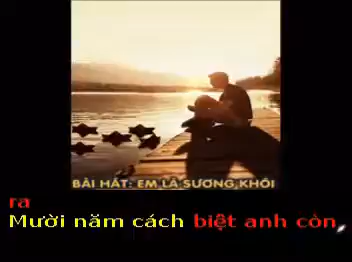 BÀI HÁT: EM LÀ SƯƠNG KHÓI
ra
Mười năm cách biệt anh còn